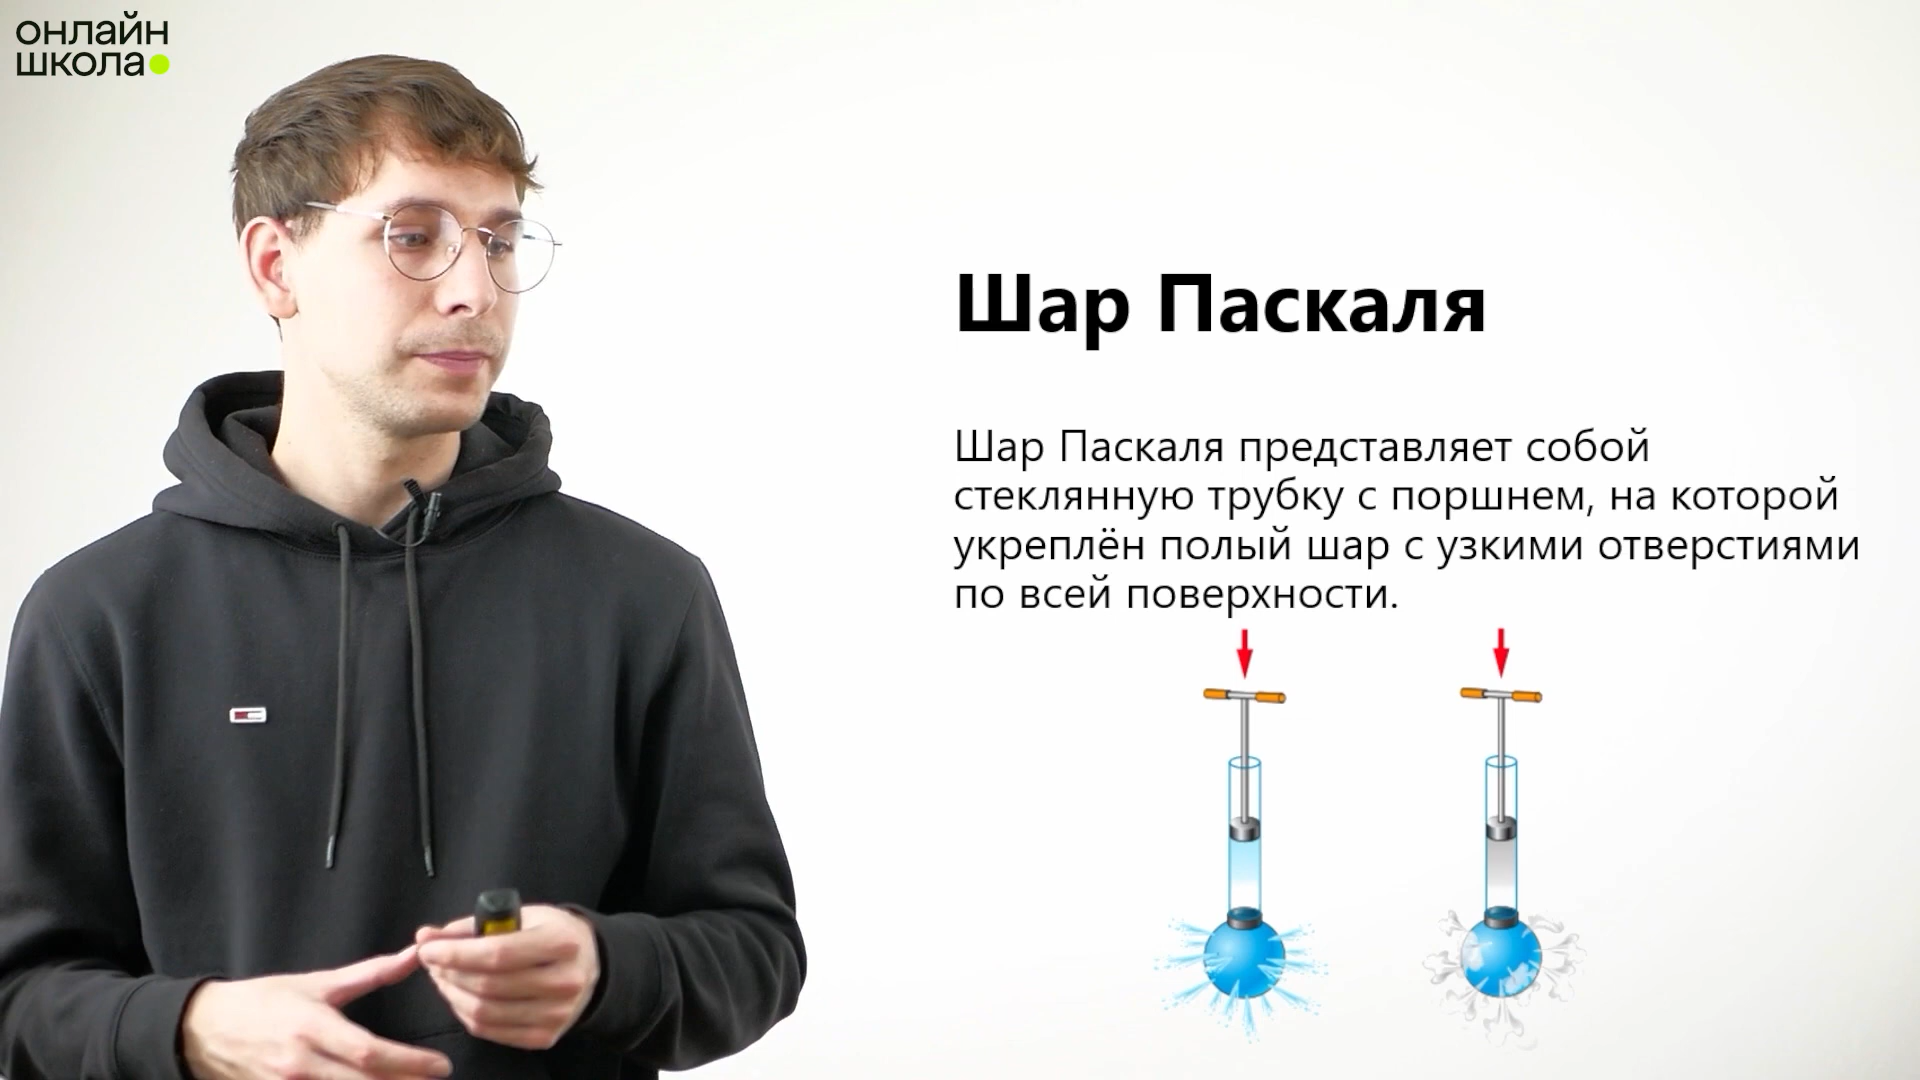 онлайн
школа
Шар Паскаля
Шар Паскаля представляет собой
стеклянную трубку с поршнем, на которой
укреплён полый шар с узкими отверстиями
по всей поверхности.